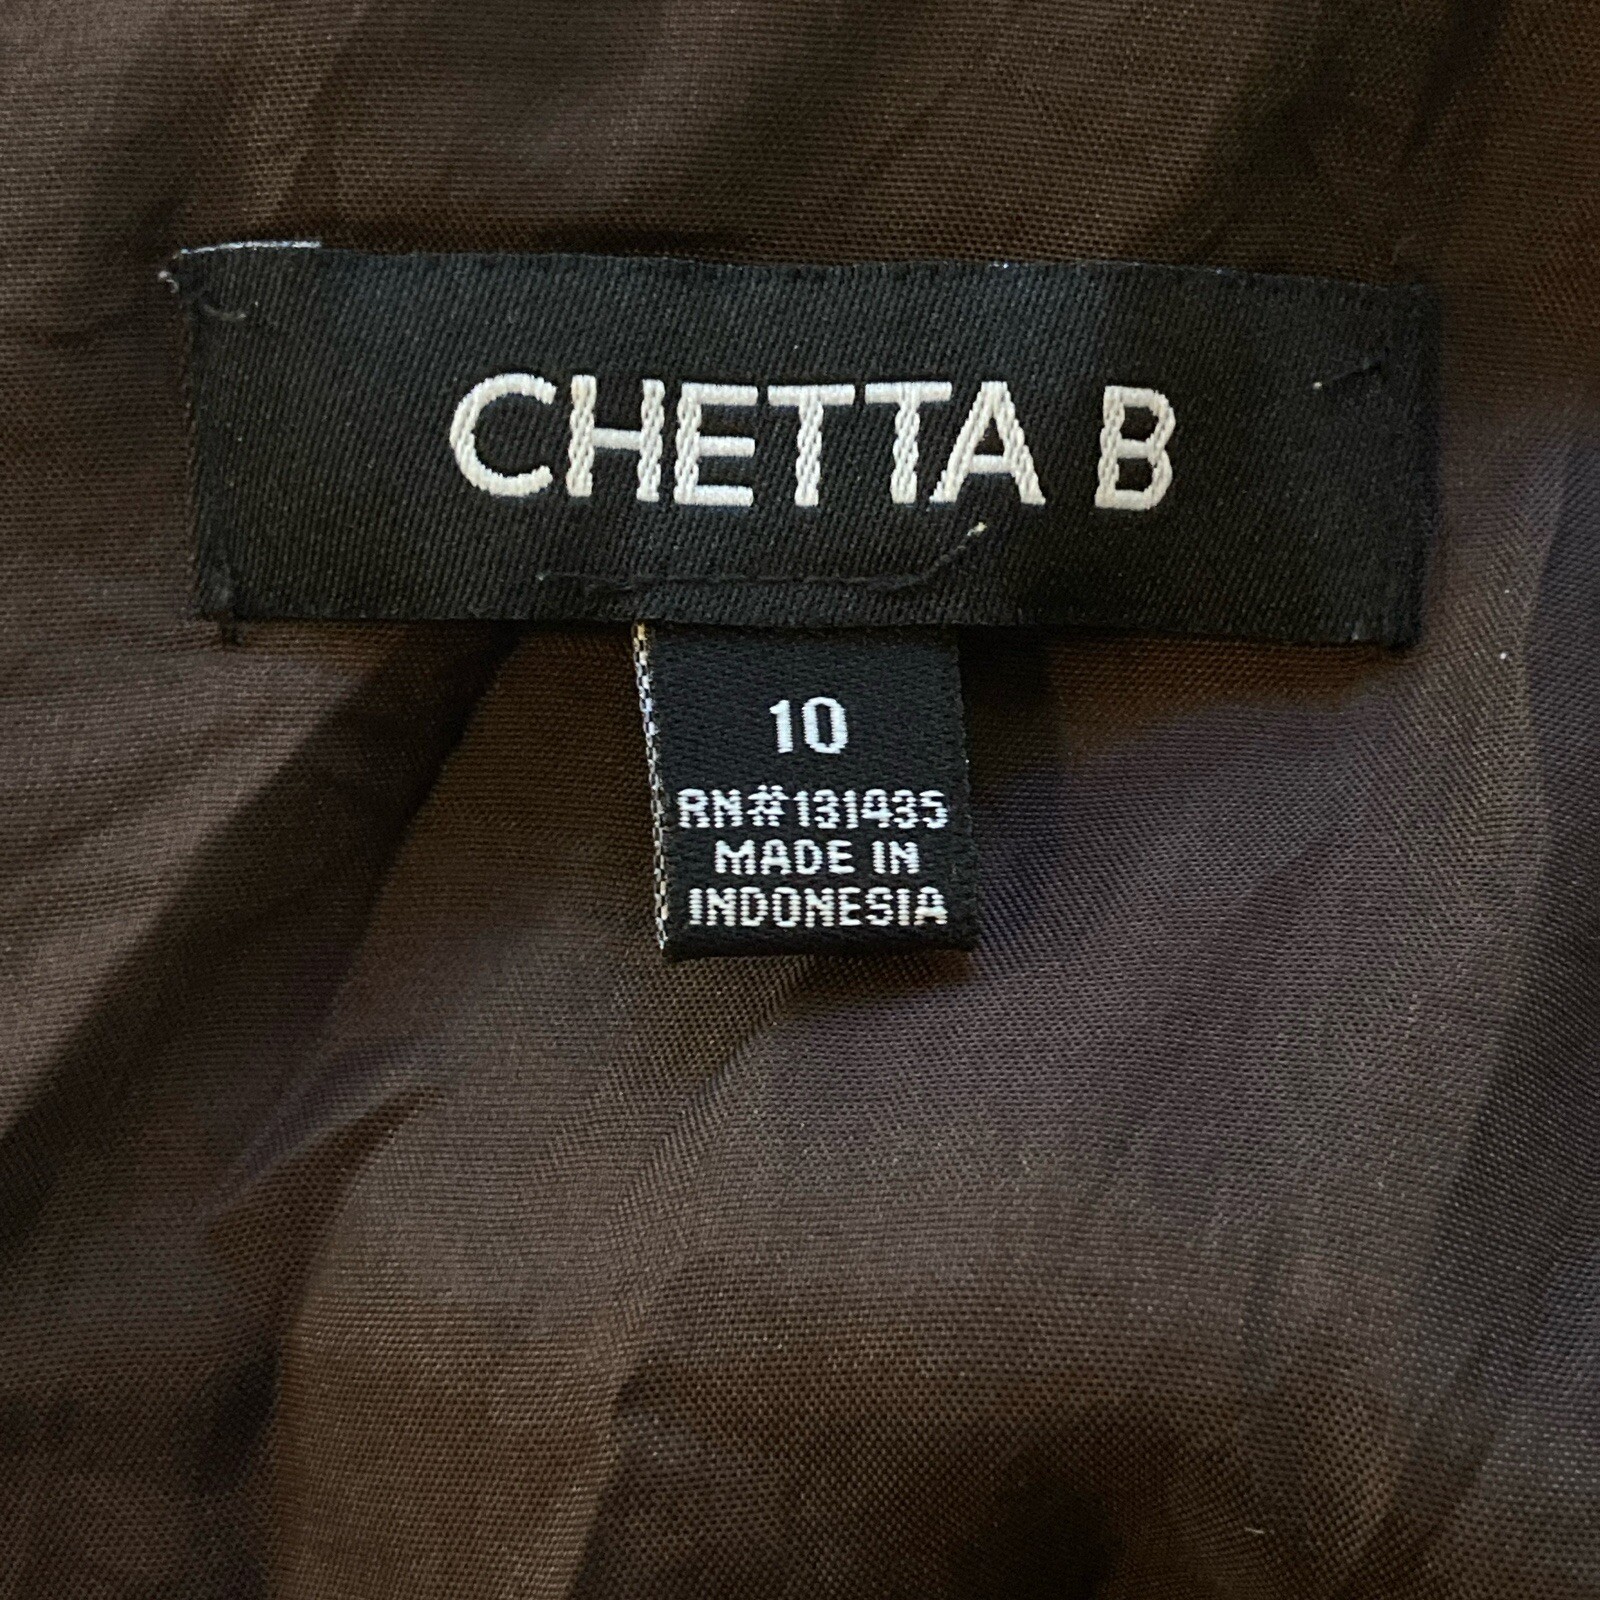 CHETTA B
10
RN#131435
MADE IN
INDONESIA